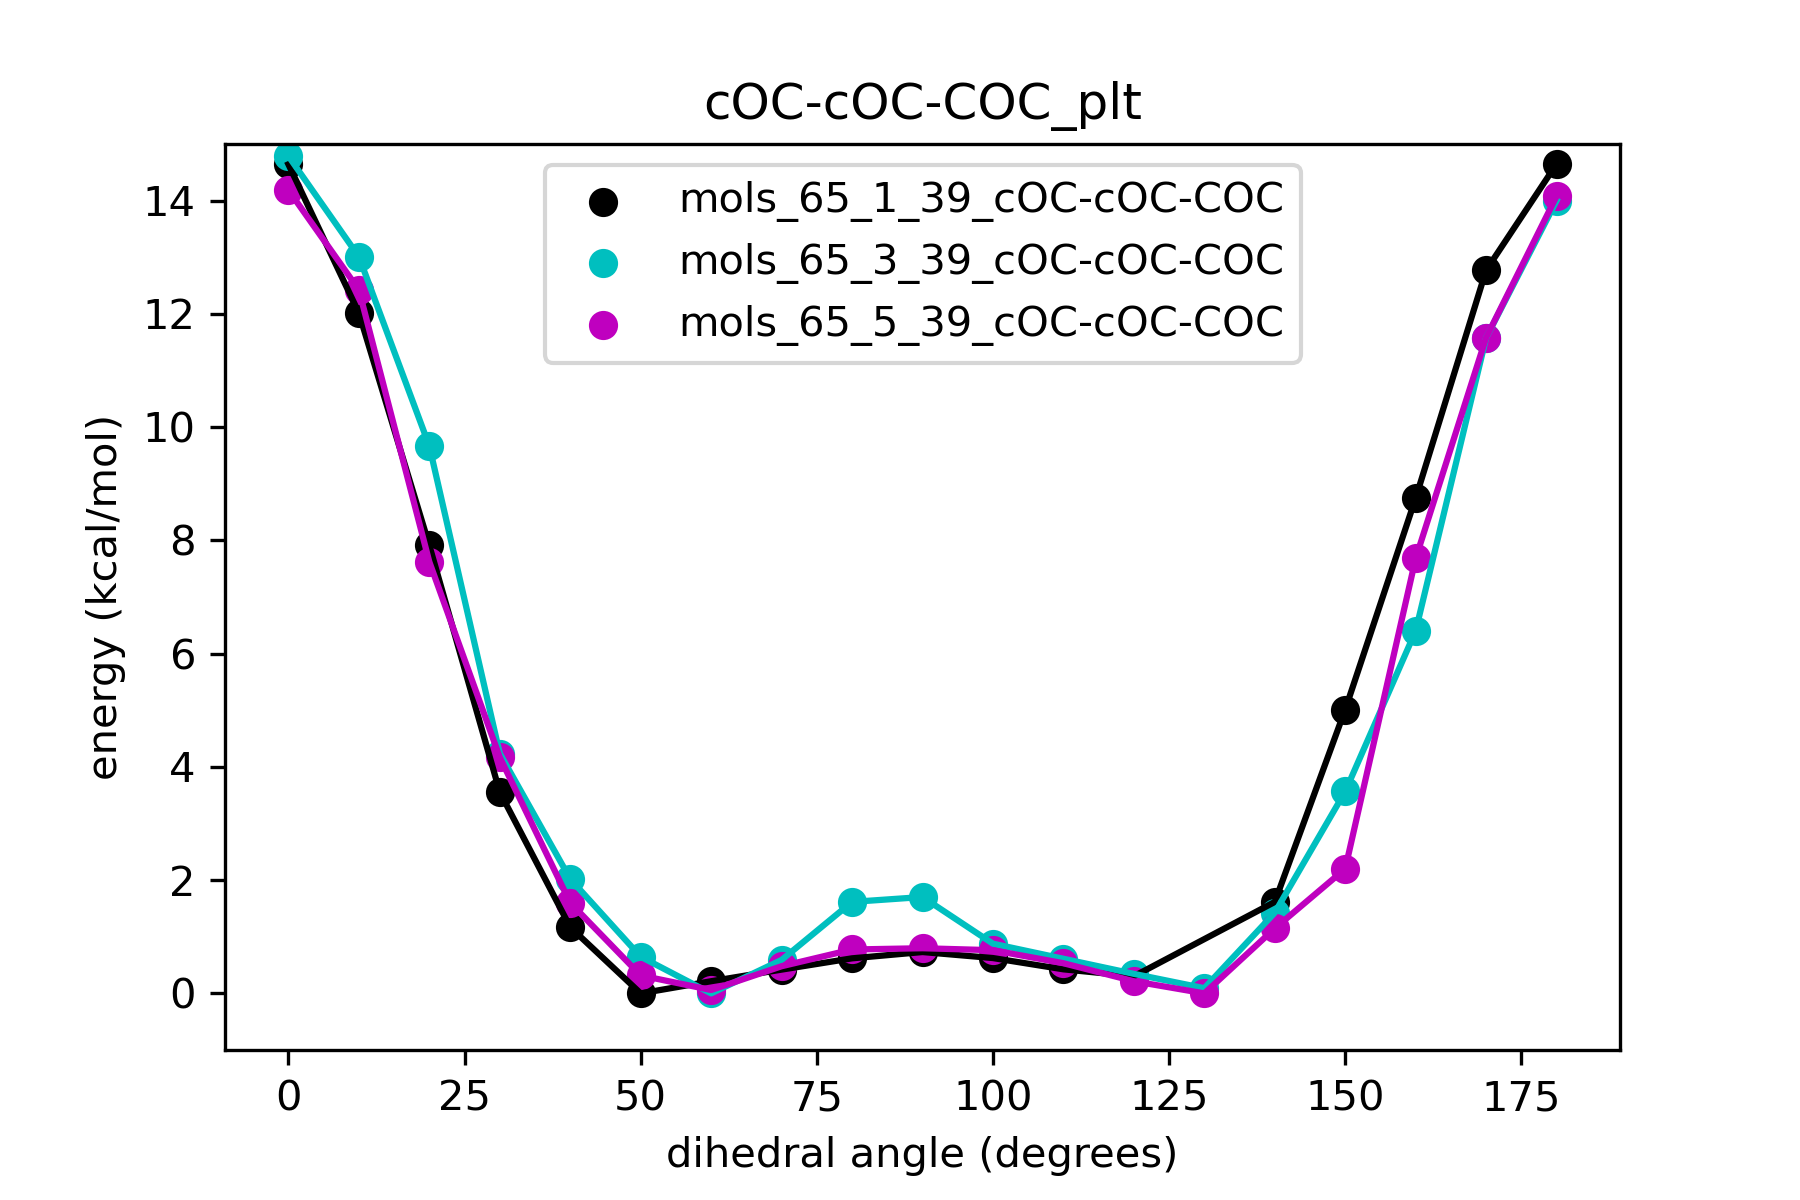 cOC-cOC-COC_plt
mols_65_1_39_cOC-cOC-COC
mols_65_3_39_cOC-cOC-COC
mols_65_5_39_cOC-cOC-COC
energy (kcal/mol)
14
12
10
8
6
4
2
0
0 25 50 75 100 125 150 175
dihedral angle (degrees)